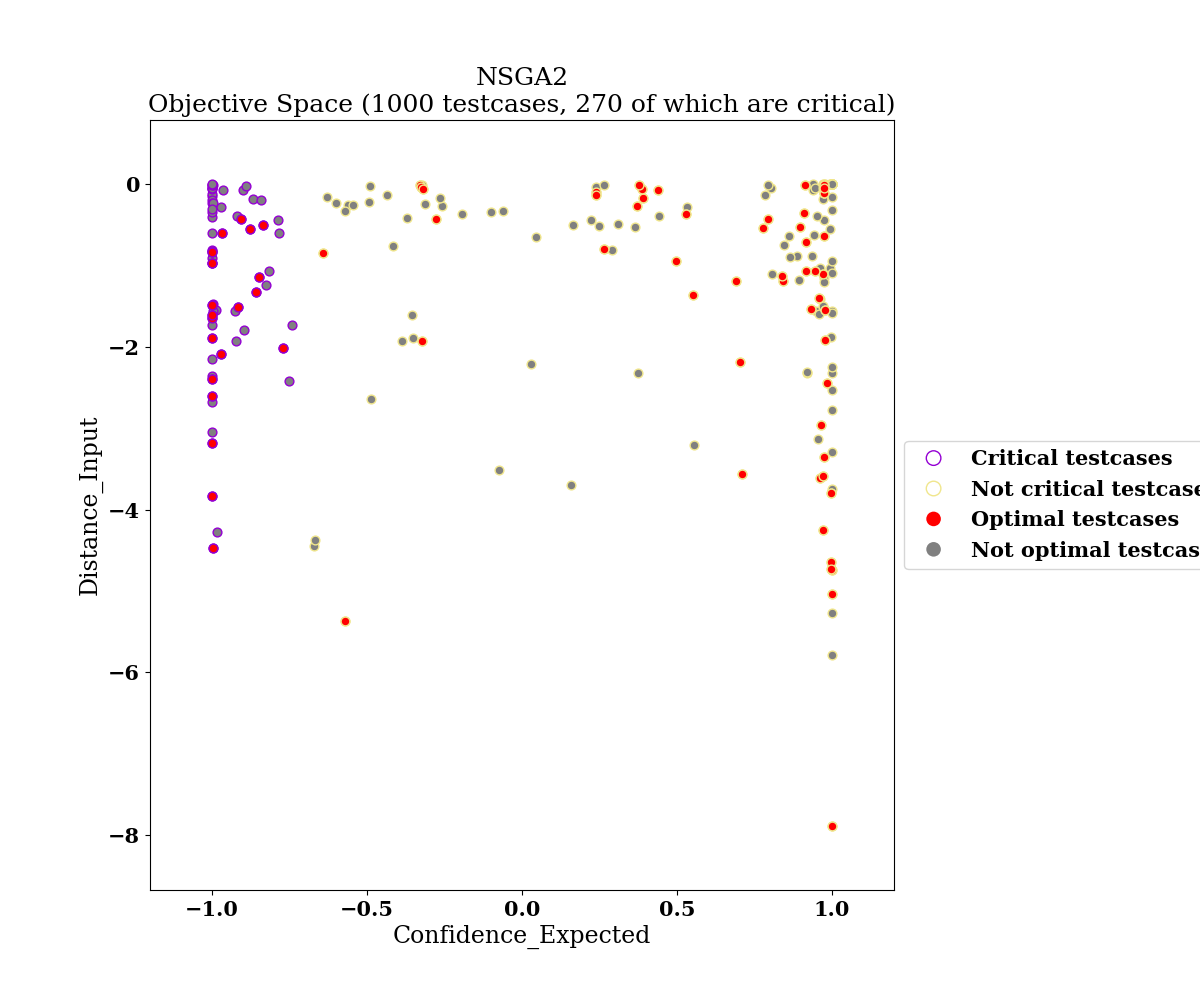 NSGA2
Objective Space (1000 testcases, 270 of which are critical)
0
−2
−4
−6
−8
Distance_Input
−1.0
−0.5
0.0
0.5
1.0
Confidence_Expected
Critical testcases
Not critical testcase
Optimal testcases
Not optimal testcas